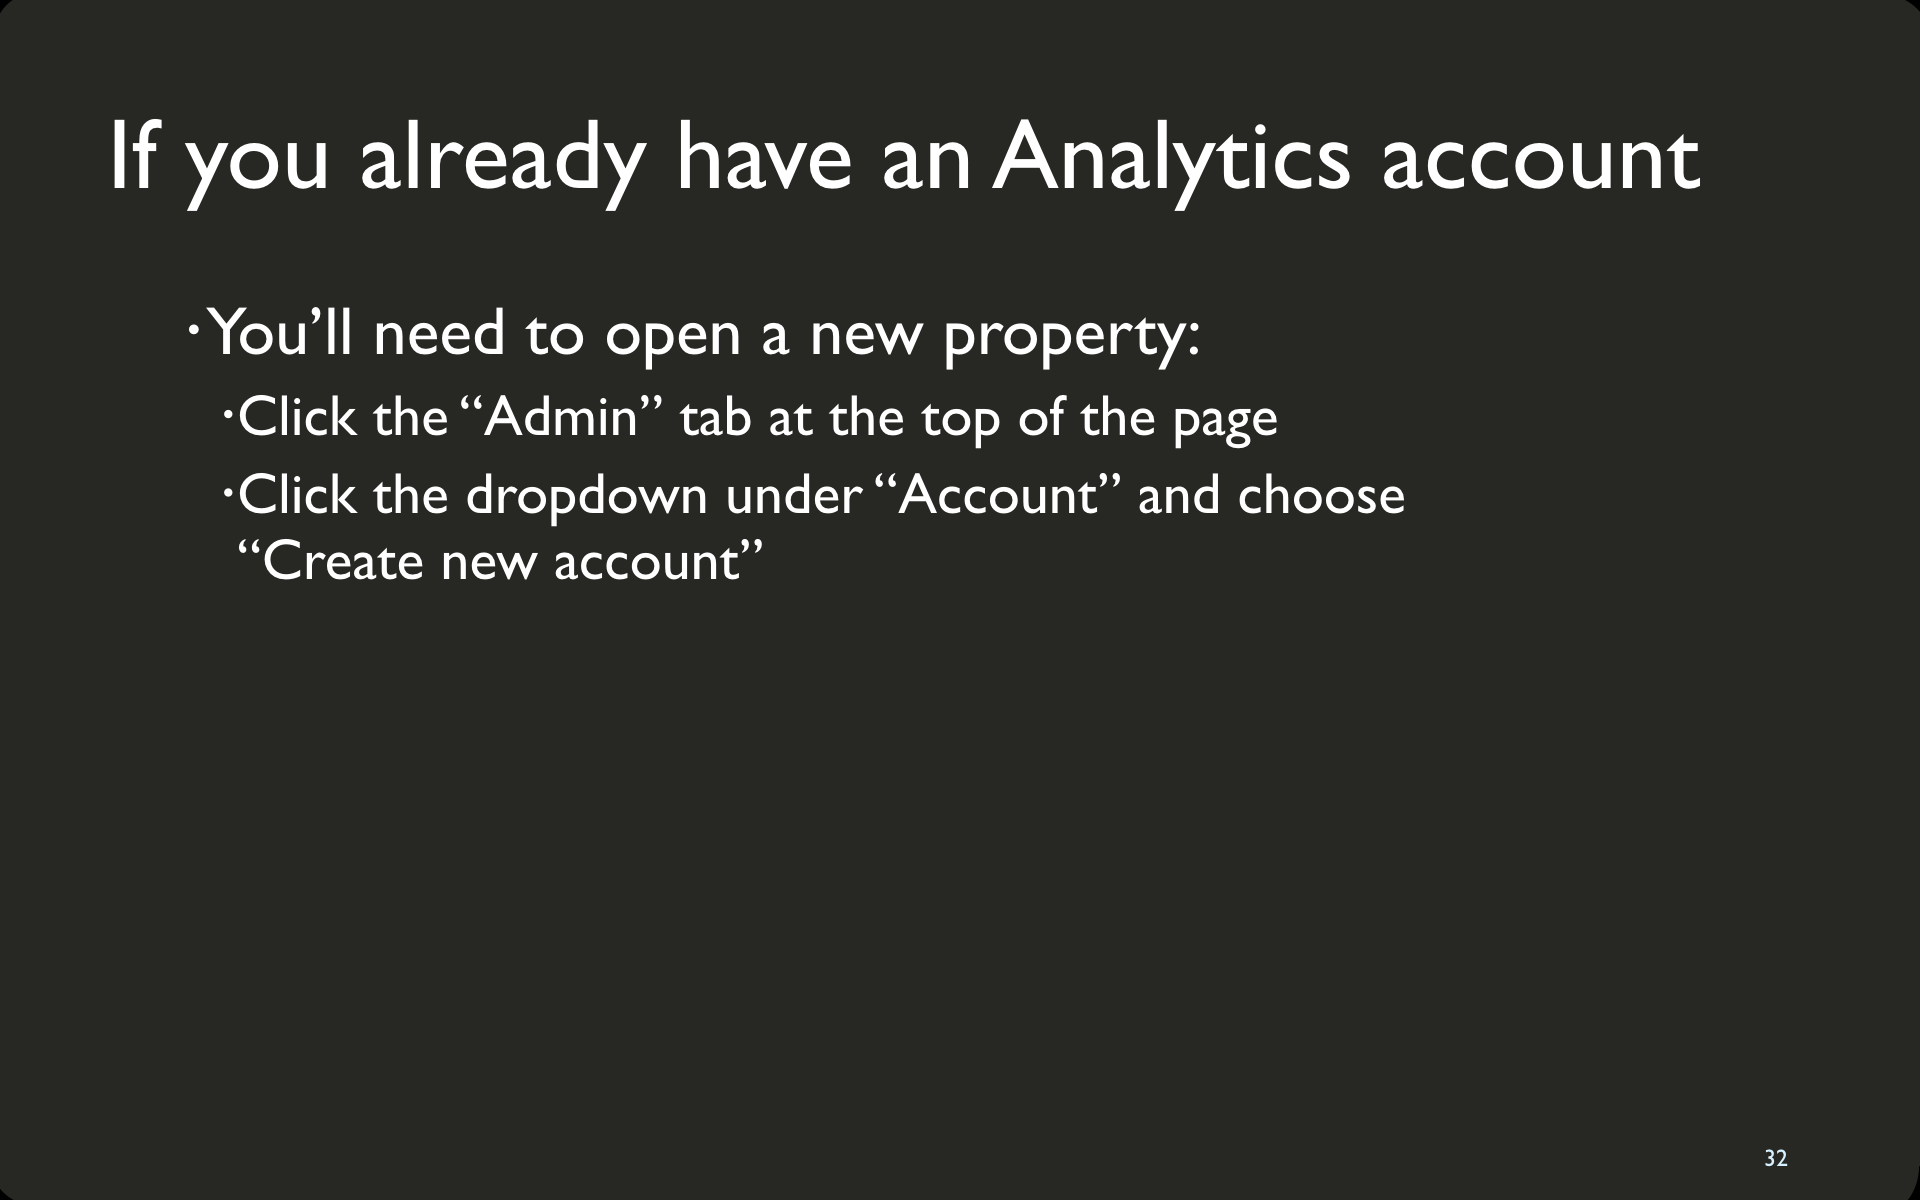 If you already have an Analytics account
·You’ll need to open a new property:
·Click the “Admin” tab at the top of the page
·Click the dropdown under “Account” and choose
“Create new account”
32